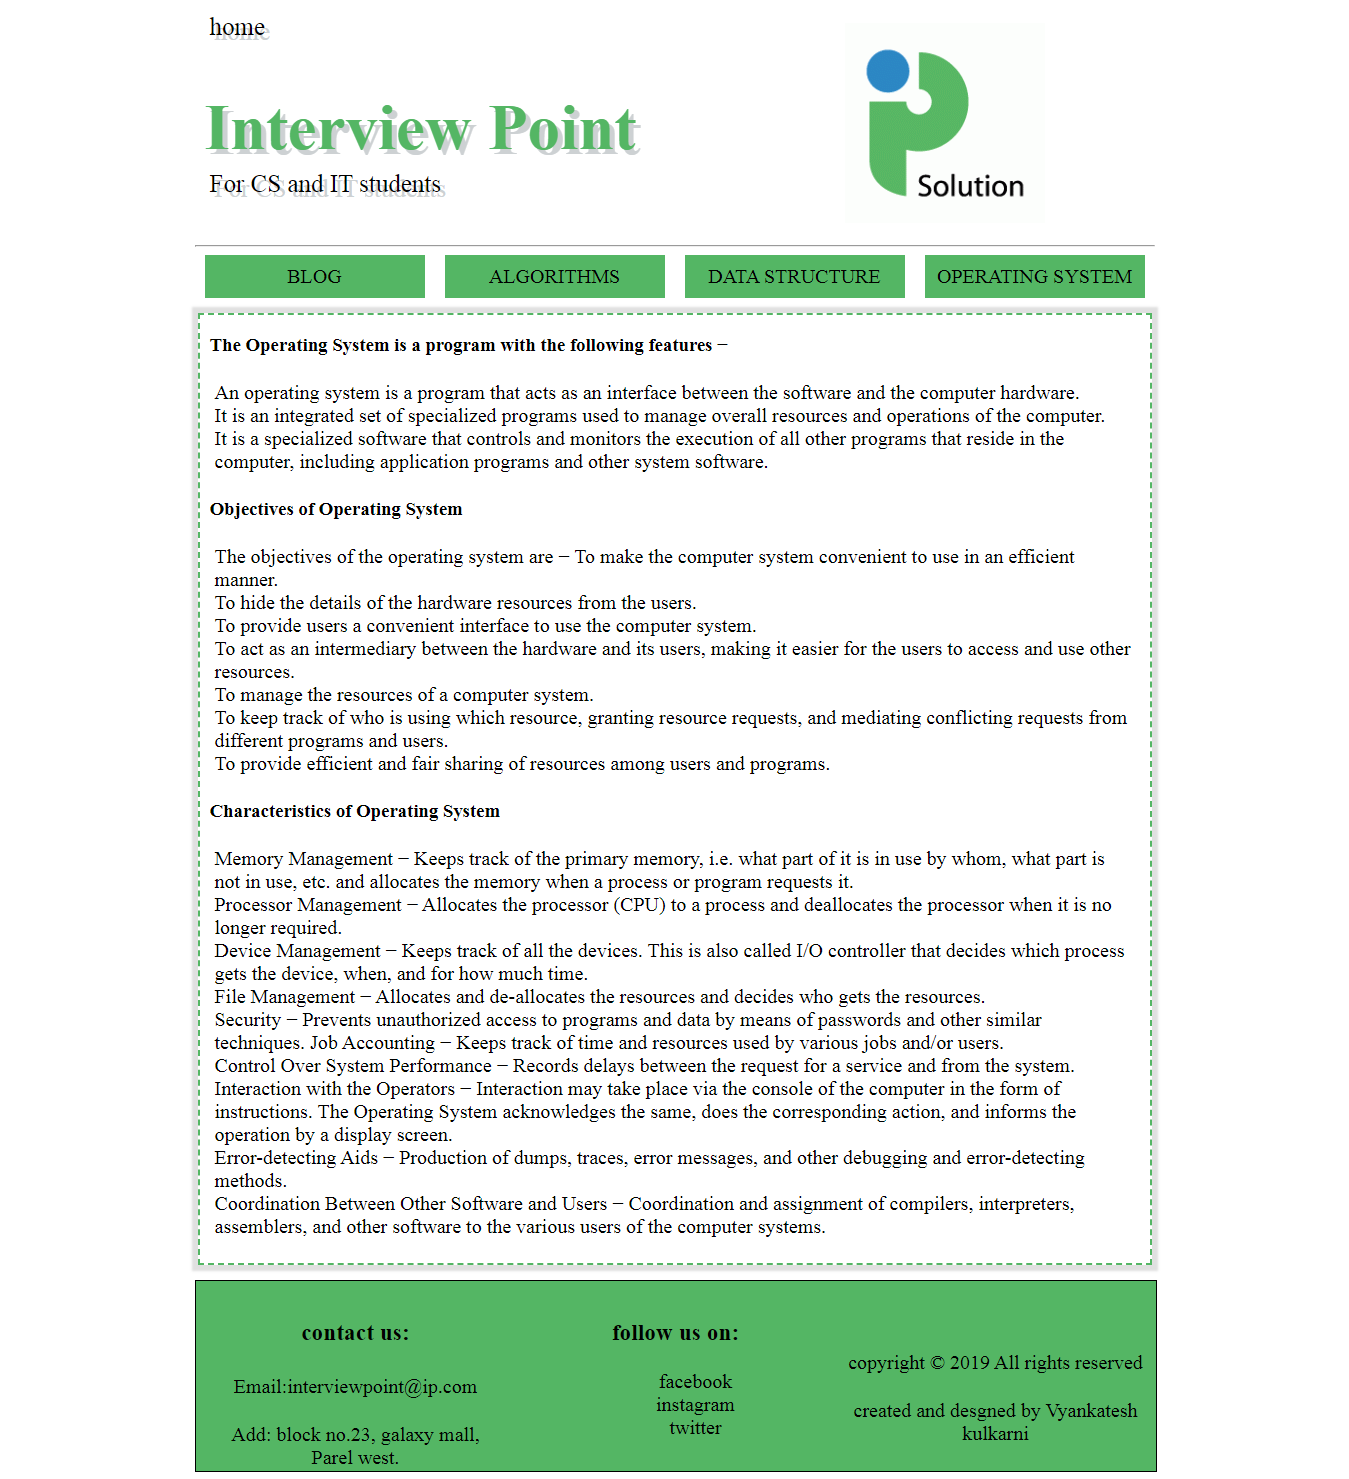 home
Interview Point
For CS and IT students
Solution
BLOG
ALGORITHMS
DATA STRUCTURE
OPERATING SYSTEM
The Operating System is a program with the following features −
An operating system is a program that acts as an interface between the software and the computer hardware.
It is an integrated set of specialized programs used to manage overall resources and operations of the computer.
It is a specialized software that controls and monitors the execution of all other programs that reside in the
computer, including application programs and other system software.
Objectives of Operating System
The objectives of the operating system are − To make the computer system convenient to use in an efficient
manner.
To hide the details of the hardware resources from the users.
To provide users a convenient interface to use the computer system.
To act as an intermediary between the hardware and its users, making it easier for the users to access and use other
resources.
To manage the resources of a computer system.
To keep track of who is using which resource, granting resource requests, and mediating conflicting requests from
different programs and users.
To provide efficient and fair sharing of resources among users and programs.
Characteristics of Operating System
Memory Management − Keeps track of the primary memory, i.e. what part of it is in use by whom, what part is
not in use, etc. and allocates the memory when a process or program requests it.
Processor Management − Allocates the processor (CPU) to a process and deallocates the processor when it is no
longer required.
Device Management − Keeps track of all the devices. This is also called I/O controller that decides which process
gets the device, when, and for how much time.
File Management − Allocates and de-allocates the resources and decides who gets the resources.
Security − Prevents unauthorized access to programs and data by means of passwords and other similar
techniques. Job Accounting − Keeps track of time and resources used by various jobs and/or users.
Control Over System Performance − Records delays between the request for a service and from the system.
Interaction with the Operators − Interaction may take place via the console of the computer in the form of
instructions. The Operating System acknowledges the same, does the corresponding action, and informs the
operation by a display screen.
Error-detecting Aids − Production of dumps, traces, error messages, and other debugging and error-detecting
methods.
Coordination Between Other Software and Users − Coordination and assignment of compilers, interpreters,
assemblers, and other software to the various users of the computer systems.
contact us:
Email:interviewpoint@ip.com
Add: block no.23, galaxy mall,
Parel west.
follow us on:
facebook
instagram
twitter
copyright © 2019 All rights reserved
created and desgned by Vyankatesh
kulkarni